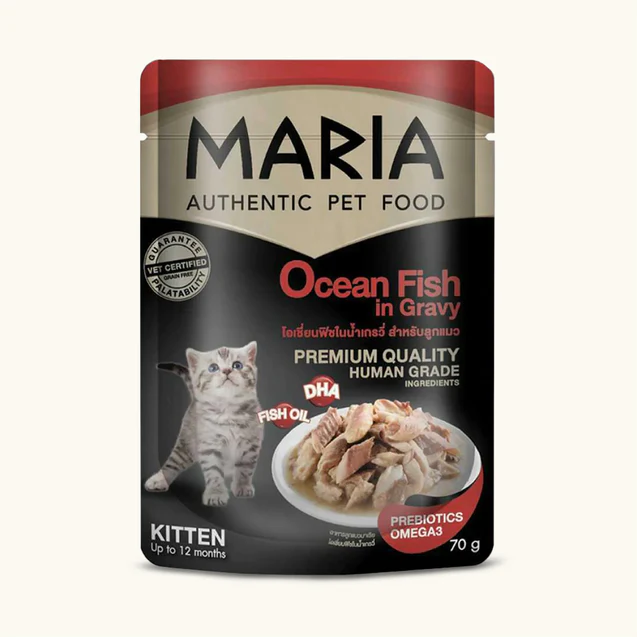 MARIA
AUTHENTIC PET FOOD
GUARANTEE
VET CERTIFIED
GRAIN FREE
PALATABILITY
Ocean Fish
in Gravy
โอเชี่ยนฟิชในน้ำเกรวี่ สำหรับลูกแมว
PREMIUM QUALITY
HUMAN GRADE
INGREDIENTS
DHA
FISH OIL
PREBIOTICS
OMEGA3
KITTEN
Up to 12 months
70 g